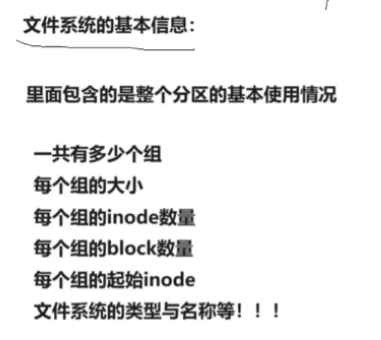 文件系统的基本信息：
里面包含的是整个分区的基本使用情况
一共有多少个组
每个组的大小
每个组的inode数量
每个组的block数量
每个组的起始inode
文件系统的类型与名称等！！！